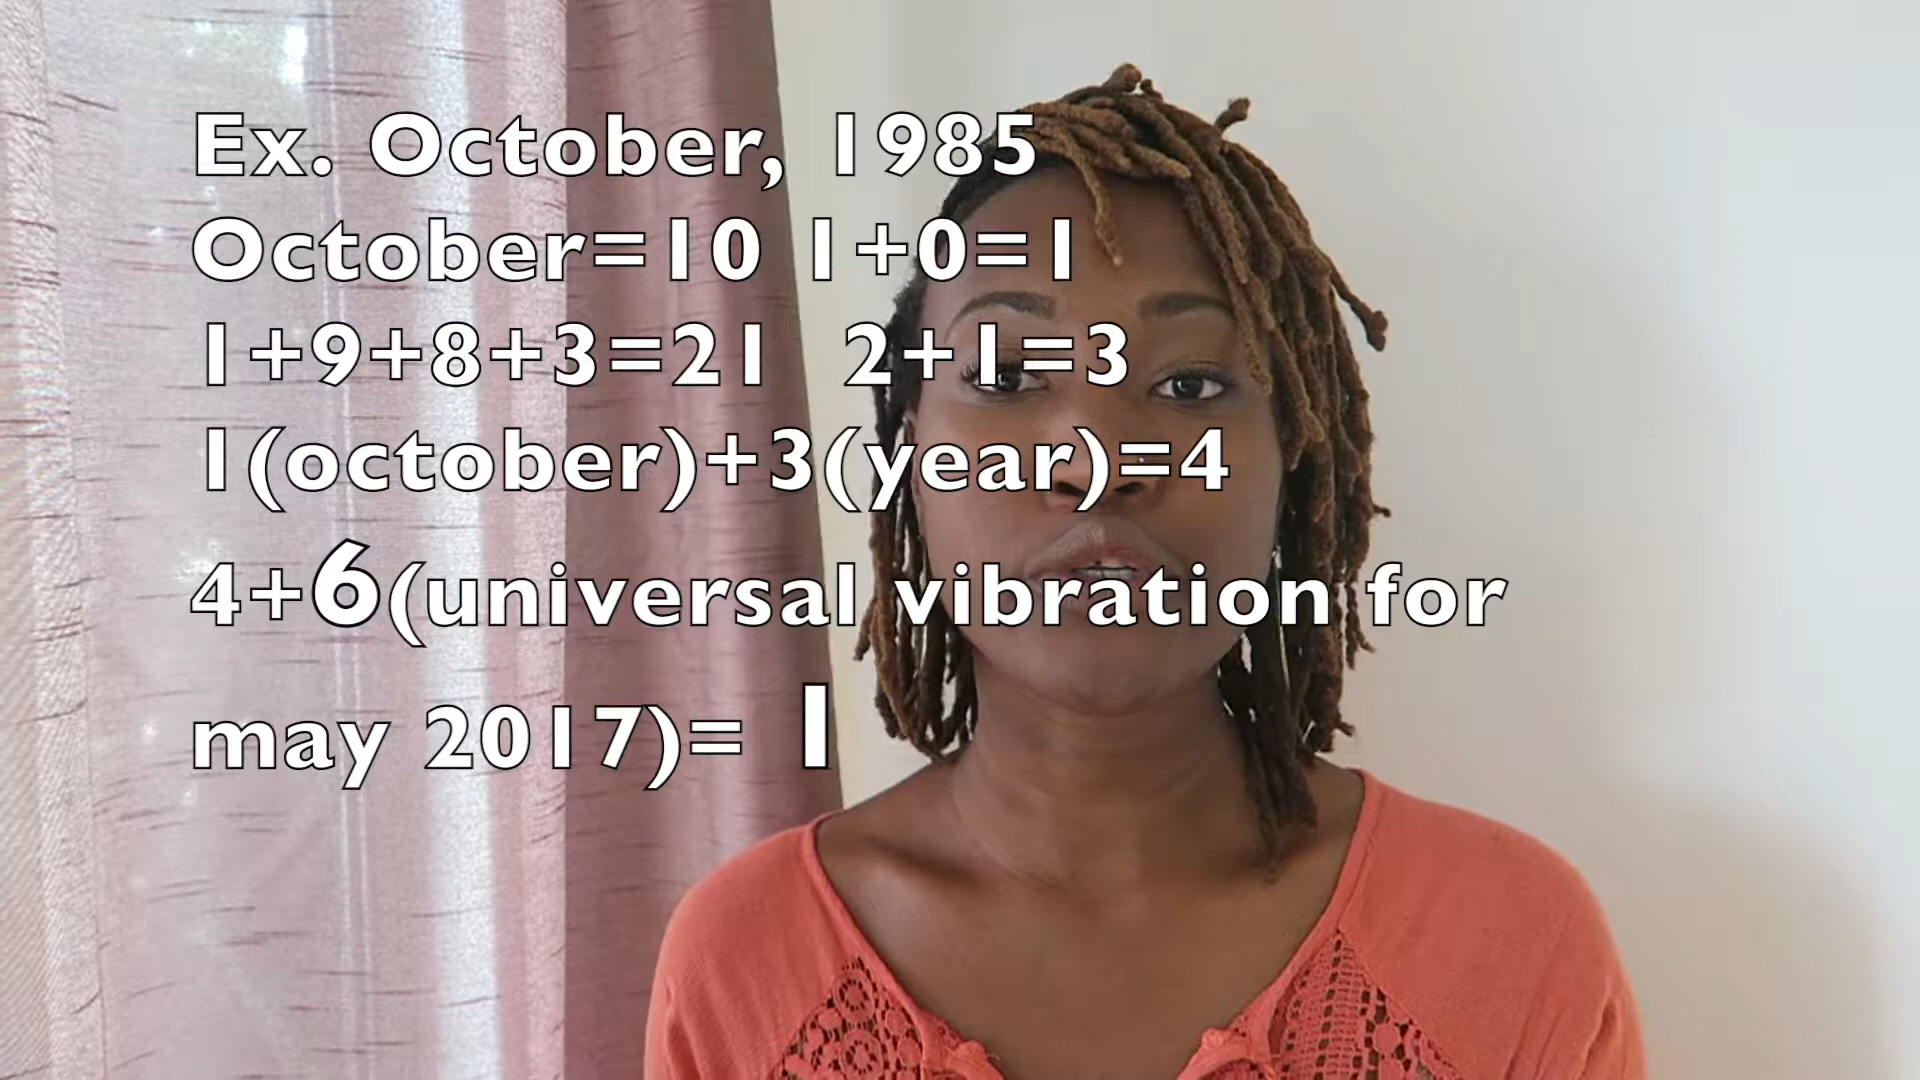 Ex. October, 1985
October=10 1+0=1
1+9+8+3=21 2+1=3
1(october)+3(year)=4
4+6(universal vibration for
may 2017)= 1